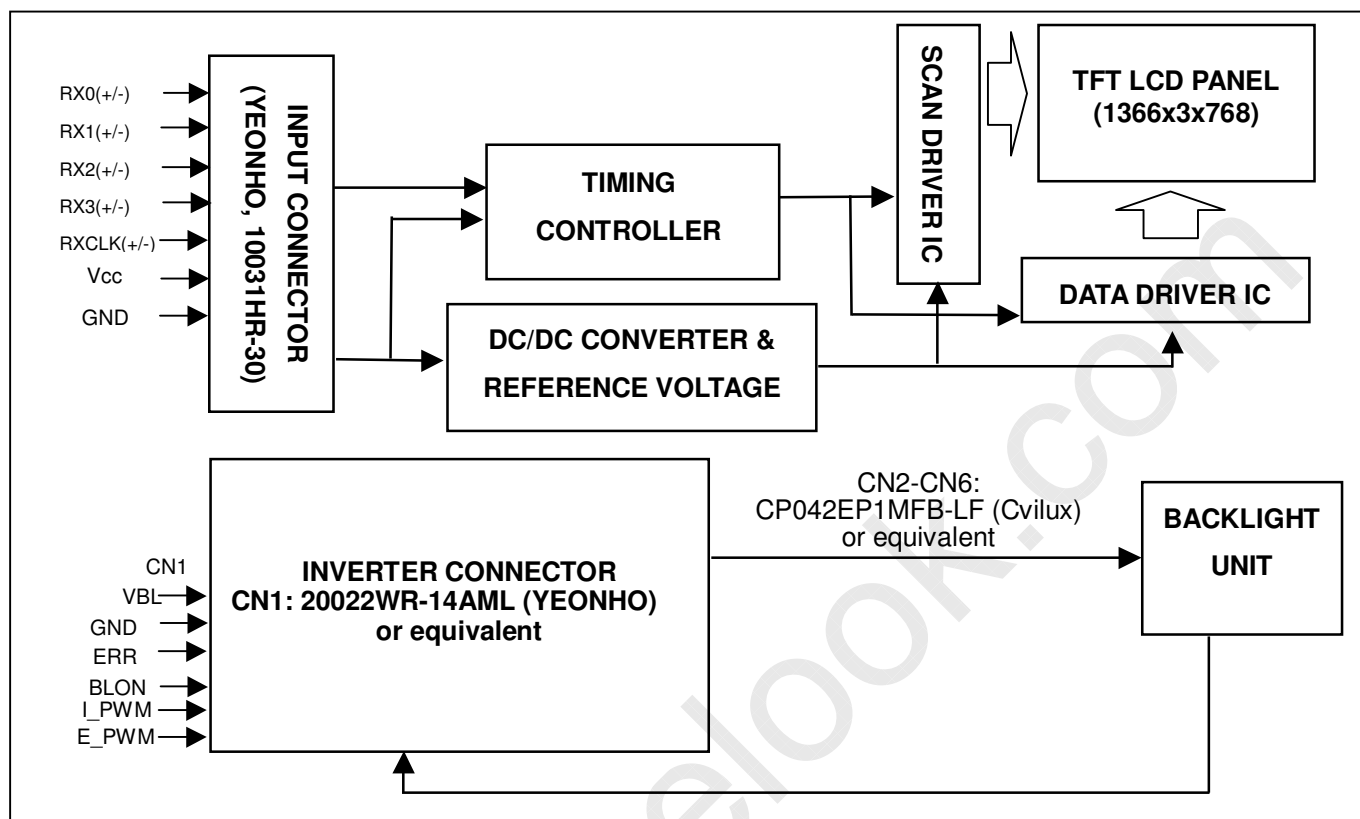 RX0(+/-)
RX1(+/-)
RX2(+/-)
RX3(+/-)
RXCLK(+/-)
Vcc
GND
INPUT CONNECTOR
(YEONHO, 10031HR-30)
TIMING
CONTROLLER
DC/DC CONVERTER &
REFERENCE VOLTAGE
SCAN DRIVER IC
TFT LCD PANEL
(1366x3x768)
DATA DRIVER IC
CN1
VBL
GND
ERR
BLON
I_PWM
E_PWM
INVERTER CONNECTOR
CN1: 20022WR-14AML (YEONHO)
or equivalent
CN2-CN6:
CP042EP1MFB-LF (Cvilux)
or equivalent
BACKLIGHT
UNIT
elook.com